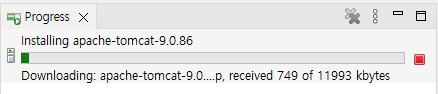 Progress
Installing apache-tomcat-9.0.86
Downloading: apache-tomcat-9.0....p, received 749 of 11993 kbytes